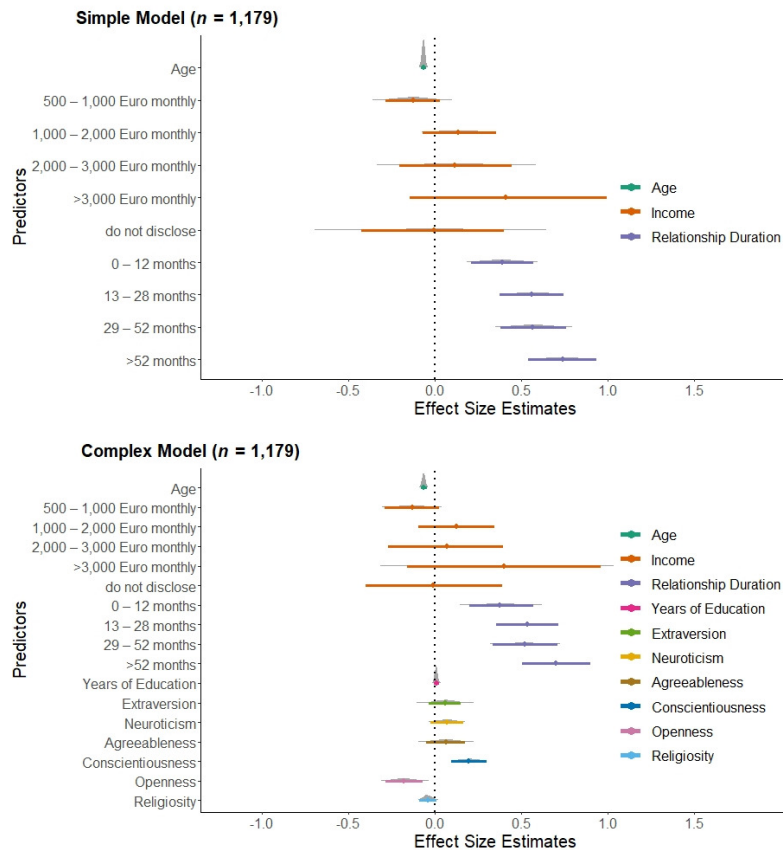 Simple Model (n = 1,179)
Predictors
Age
500 – 1,000 Euro monthly
1,000 – 2,000 Euro monthly
2,000 – 3,000 Euro monthly
>3,000 Euro monthly
do not disclose
0 – 12 months
13 – 28 months
29 – 52 months
>52 months
-1.0 -0.5 0.0 0.5 1.0 1.5
Effect Size Estimates
Age
Income
Relationship Duration
Complex Model (n = 1,179)
Predictors
Age
500 – 1,000 Euro monthly
1,000 – 2,000 Euro monthly
2,000 – 3,000 Euro monthly
>3,000 Euro monthly
do not disclose
0 – 12 months
13 – 28 months
29 – 52 months
>52 months
Years of Education
Extraversion
Neuroticism
Agreeableness
Conscientiousness
Openness
Religiosity
-1.0 -0.5 0.0 0.5 1.0 1.5
Effect Size Estimates
Age
Income
Relationship Duration
Years of Education
Extraversion
Neuroticism
Agreeableness
Conscientiousness
Openness
Religiosity